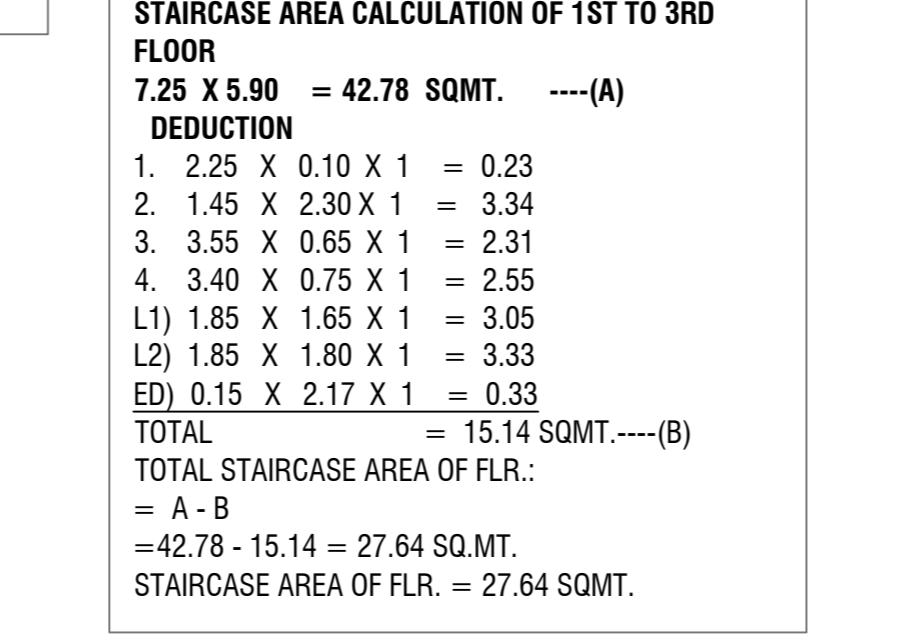 STAIRCASE AREA CALCULATION OF 1ST TO 3RD
FLOOR
7.25 X 5.90 = 42.78 SQMT. ----(A)
DEDUCTION
1. 2.25 X 0.10 X 1 = 0.23
2. 1.45 X 2.30 X 1 = 3.34
3. 3.55 X 0.65 X 1 = 2.31
4. 3.40 X 0.75 X 1 = 2.55
L1) 1.85 X 1.65 X 1 = 3.05
L2) 1.85 X 1.80 X 1 = 3.33
ED) 0.15 X 2.17 X 1 = 0.33
TOTAL = 15.14 SQMT.----(B)
TOTAL STAIRCASE AREA OF FLR.:
= A - B
=42.78 - 15.14 = 27.64 SQ.MT.
STAIRCASE AREA OF FLR. = 27.64 SQMT.